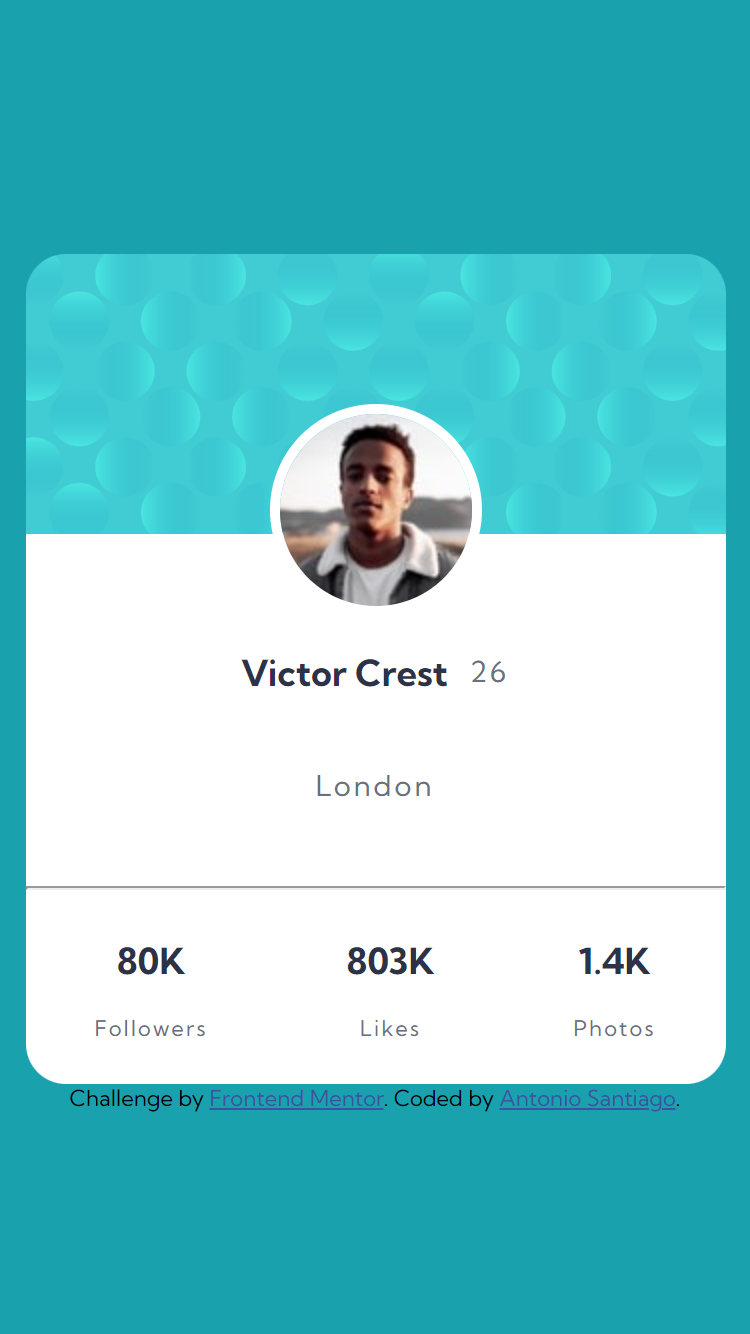 Victor Crest 26
London
80K 803K 1.4K
Followers Likes Photos
Challenge by Frontend Mentor. Coded by Antonio Santiago.